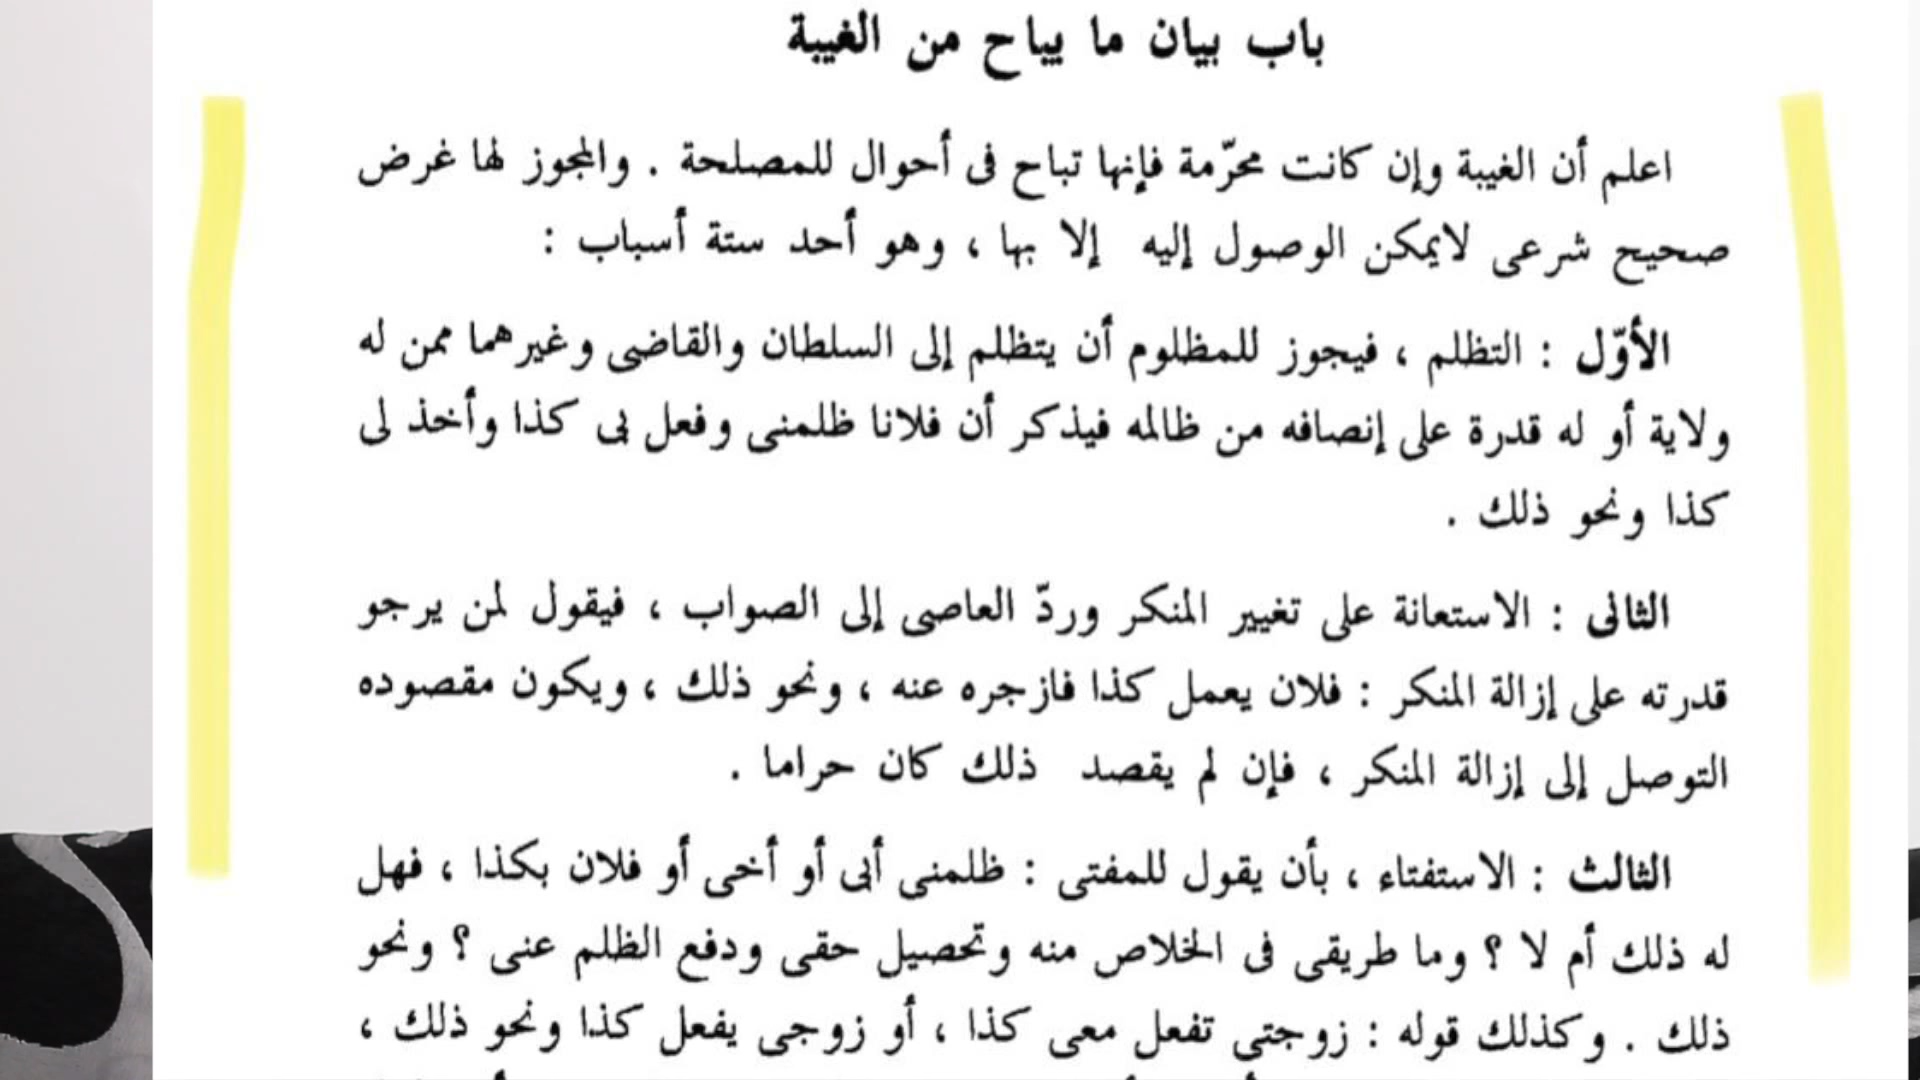 باب بيان ما يباح من الغيبة
اعلم أن الغيبة وإن كانت محرّمة فإنها تباح فى أحوال للمصلحة . والمجوز لها غرض
صحيح شرعى لايمكن الوصول إليه إلا بها ، وهو أحد ستة أسباب :
الأوّل : التظلم ، فيجوز للمظلوم أن يتظلم إلى السلطان والقاضى وغيرهما ممن له
ولاية أو له قدرة على إنصافه من ظالمه فيذكر أن فلانا ظلمنى وفعل بى كذا وأخذ لى
كذا ونحو ذلك .
الثانى : الاستعانة على تغيير المنكر وردّ العاصى إلى الصواب ، فيقول لمن يرجو
قدرته على إزالة المنكر : فلان يعمل كذا فازجره عنه ، ونحو ذلك ، ويكون مقصوده
التوصل إلى إزالة المنكر ، فإن لم يقصد ذلك كان حراما .
الثالث : الاستفتاء ، بأن يقول للمفتى : ظلمنى أبى أو أخى أو فلان بكذا ، فهل
له ذلك أم لا ؟ وما طريقى فى الخلاص منه وتحصيل حقى ودفع الظلم عنى ؟ ونحو
ذلك . وكذلك قوله : زوجتى تفعل معى كذا ، أو زوجى يفعل كذا ونحو ذلك ،